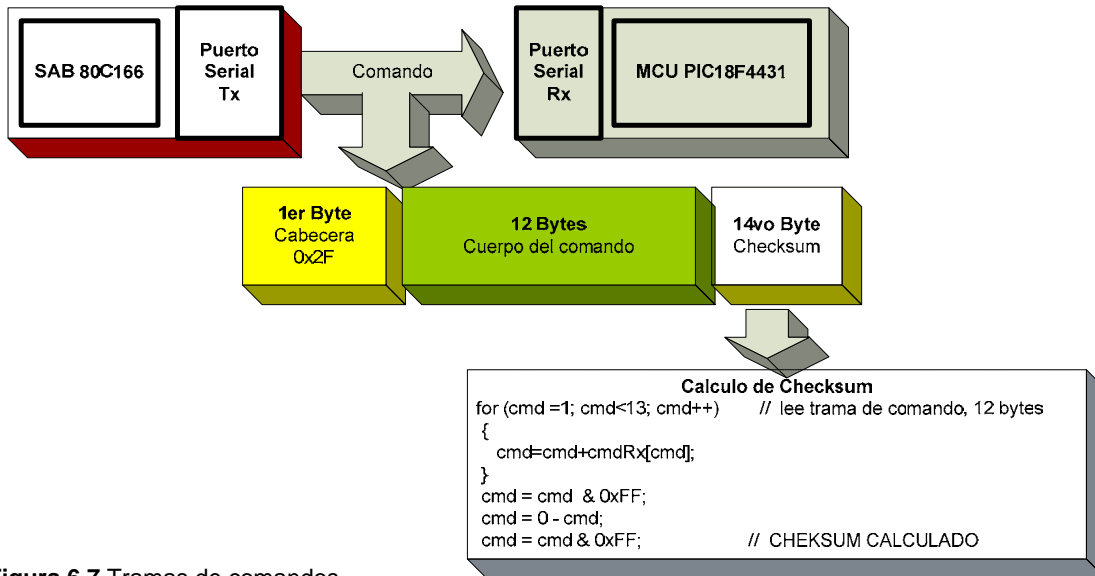 SAB 80C166
Puerto
Serial
Tx
Comando
Puerto
Serial
Rx
MCU PIC18F4431
1er Byte
Cabecera
0x2F
12 Bytes
Cuerpo del comando
14vo Byte
Checksum
Calculo de Checksum
for (cmd =1; cmd<13; cmd++) // lee trama de comando, 12 bytes
{
cmd=cmd+cmdRx[cmd];
}
cmd = cmd & 0xFF;
cmd = 0 - cmd;
cmd = cmd & 0xFF; // CHEKSUM CALCULADO
igura 6.7 Tramas de comandos